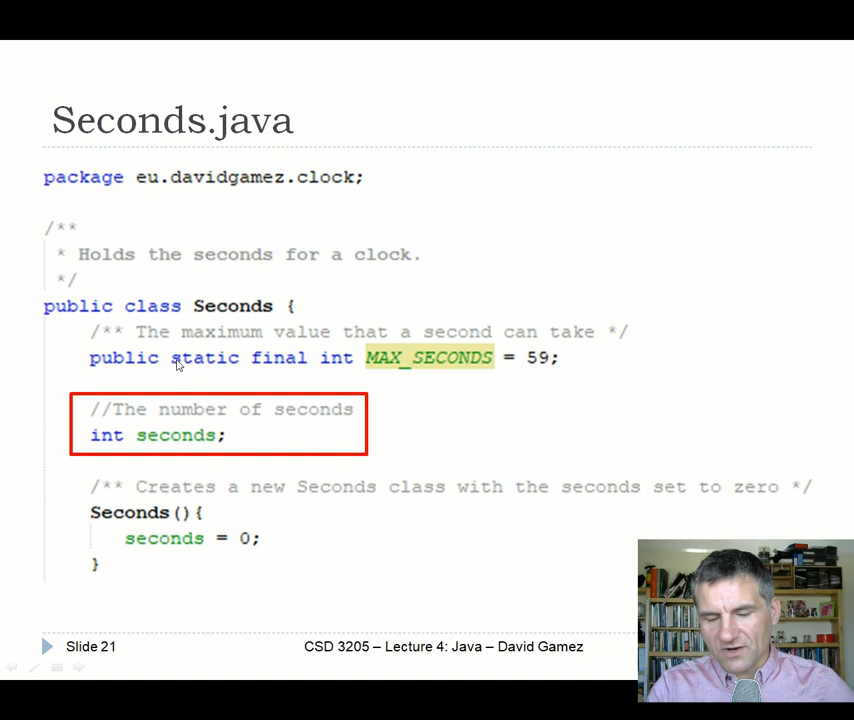 Seconds.java
package eu.davidgamez.clock;
/**
* Holds the seconds for a clock.
*/
public class Seconds {
/** The maximum value that a second can take */
public static final int MAX_SECONDS = 59;
//The number of seconds
int seconds;
/** Creates a new Seconds class with the seconds set to zero */
Seconds(){
seconds = 0;
}
Slide 21 CSD 3205 – Lecture 4: Java – David Gamez